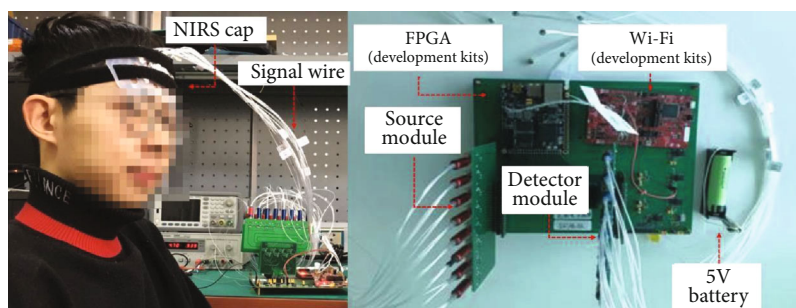 NIRS cap
Signal wire
FPGA
(development kits)
Wi-Fi
(development kits)
Source
module
Detector
module
5V
battery